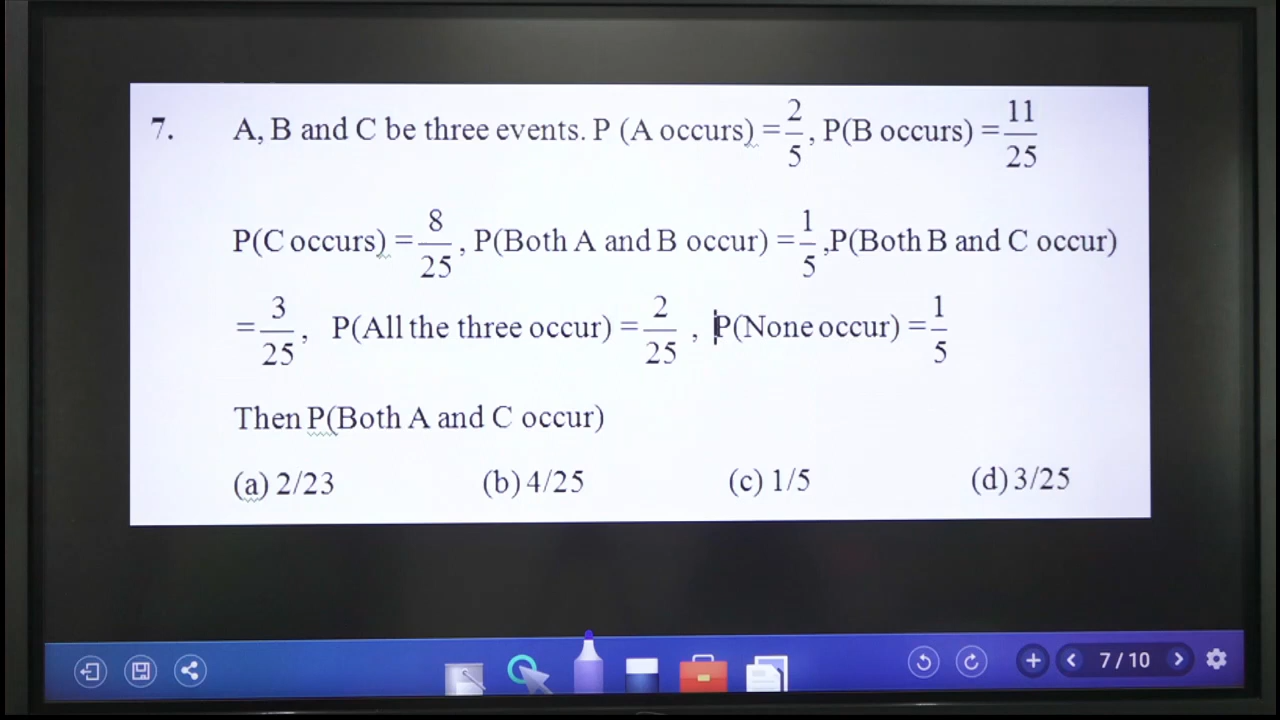 7. A, B and C be three events. P (A occurs) = 2/5, P(B occurs) = 11/25
P(C occurs) = 8/25, P(Both A and B occur) = 1/5 ,P(Both B and C occur)
= 3/25, P(All the three occur) = 2/25 , P(None occur) = 1/5
Then P(Both A and C occur)
(a) 2/23 (b) 4/25 (c) 1/5 (d) 3/25
7 / 10